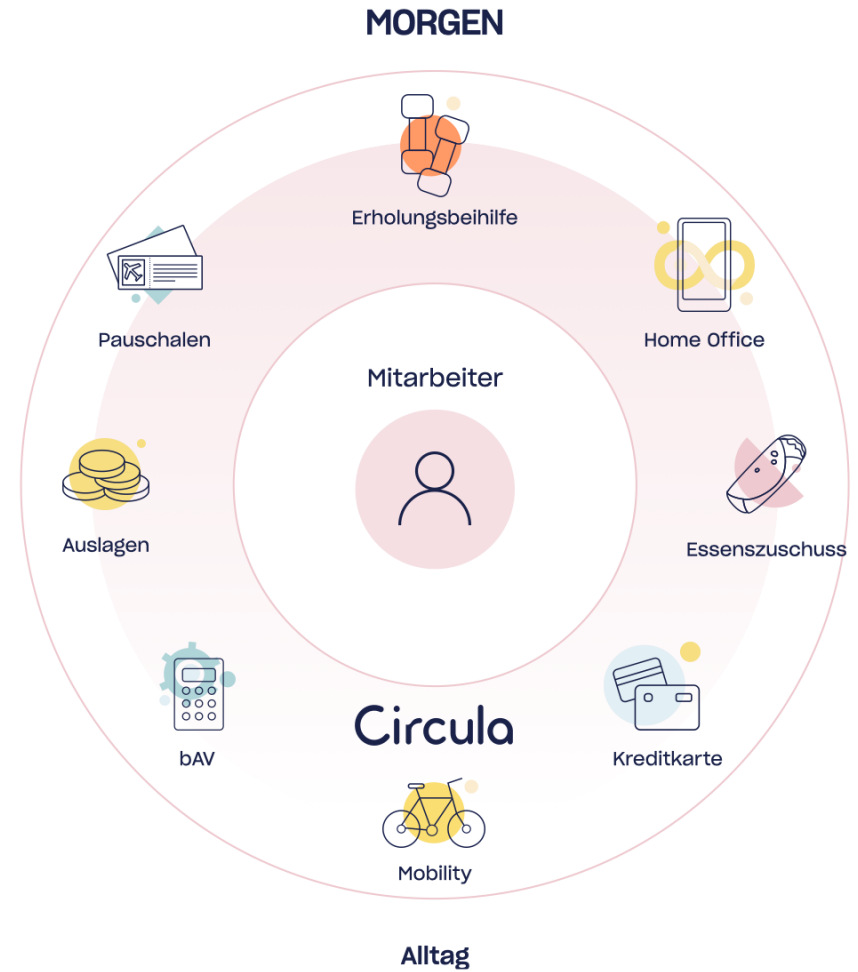 MORGEN
Erholungsbeihilfe
Pauschalen
Home Office
Mitarbeiter
Auslagen
Essenszuschuss
Circula
bAV
Kreditkarte
Mobility
Alltag